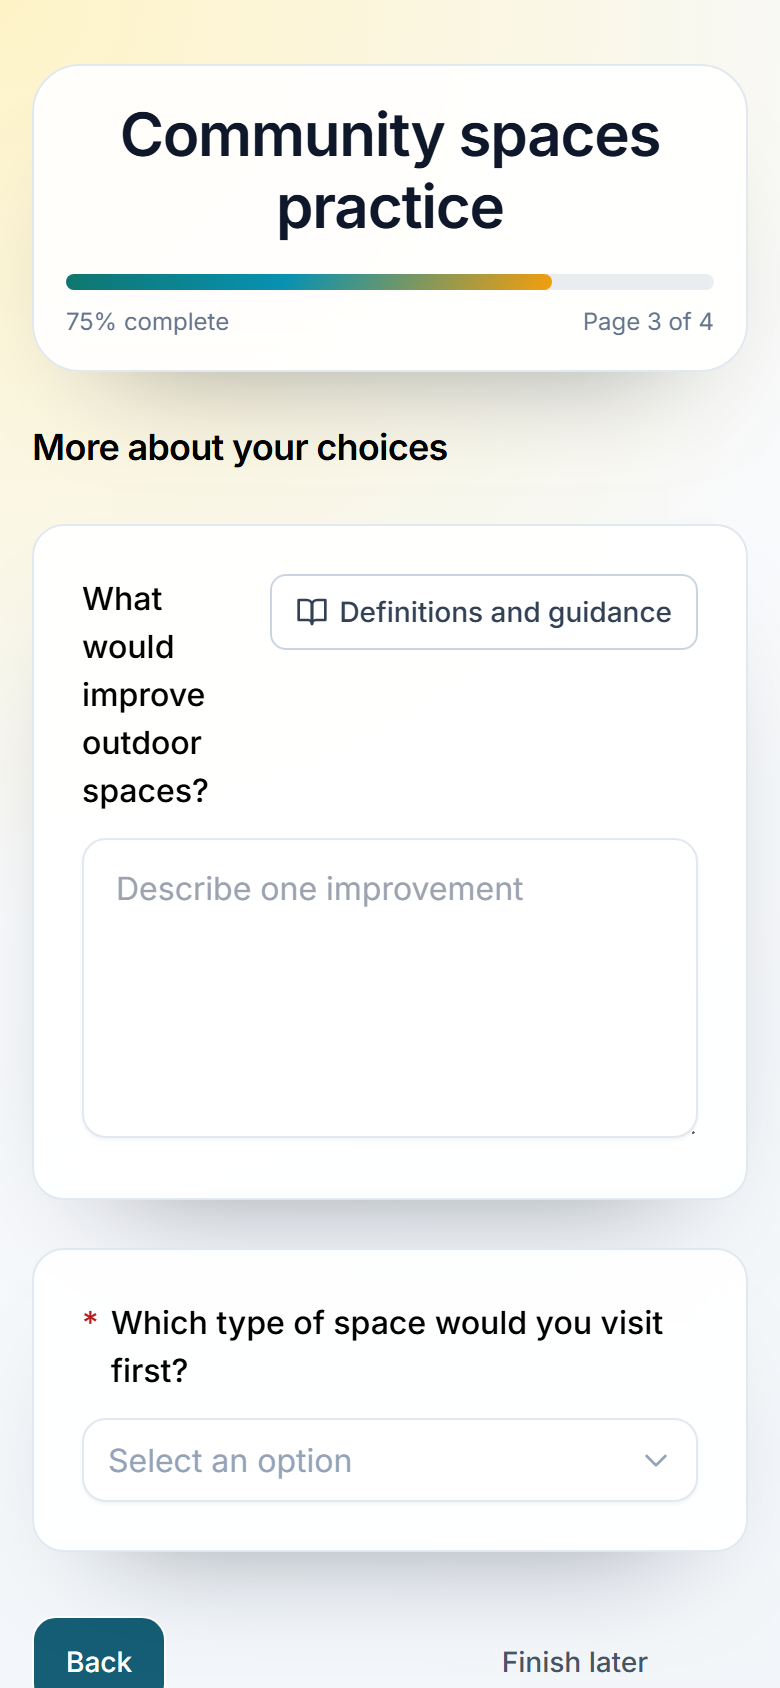 Community spaces
practice
75% complete
Page 3 of 4
More about your choices
What
would
improve
outdoor
spaces?
Definitions and guidance
Describe one improvement
* Which type of space would you visit
first?
Select an option
Back
Finish later